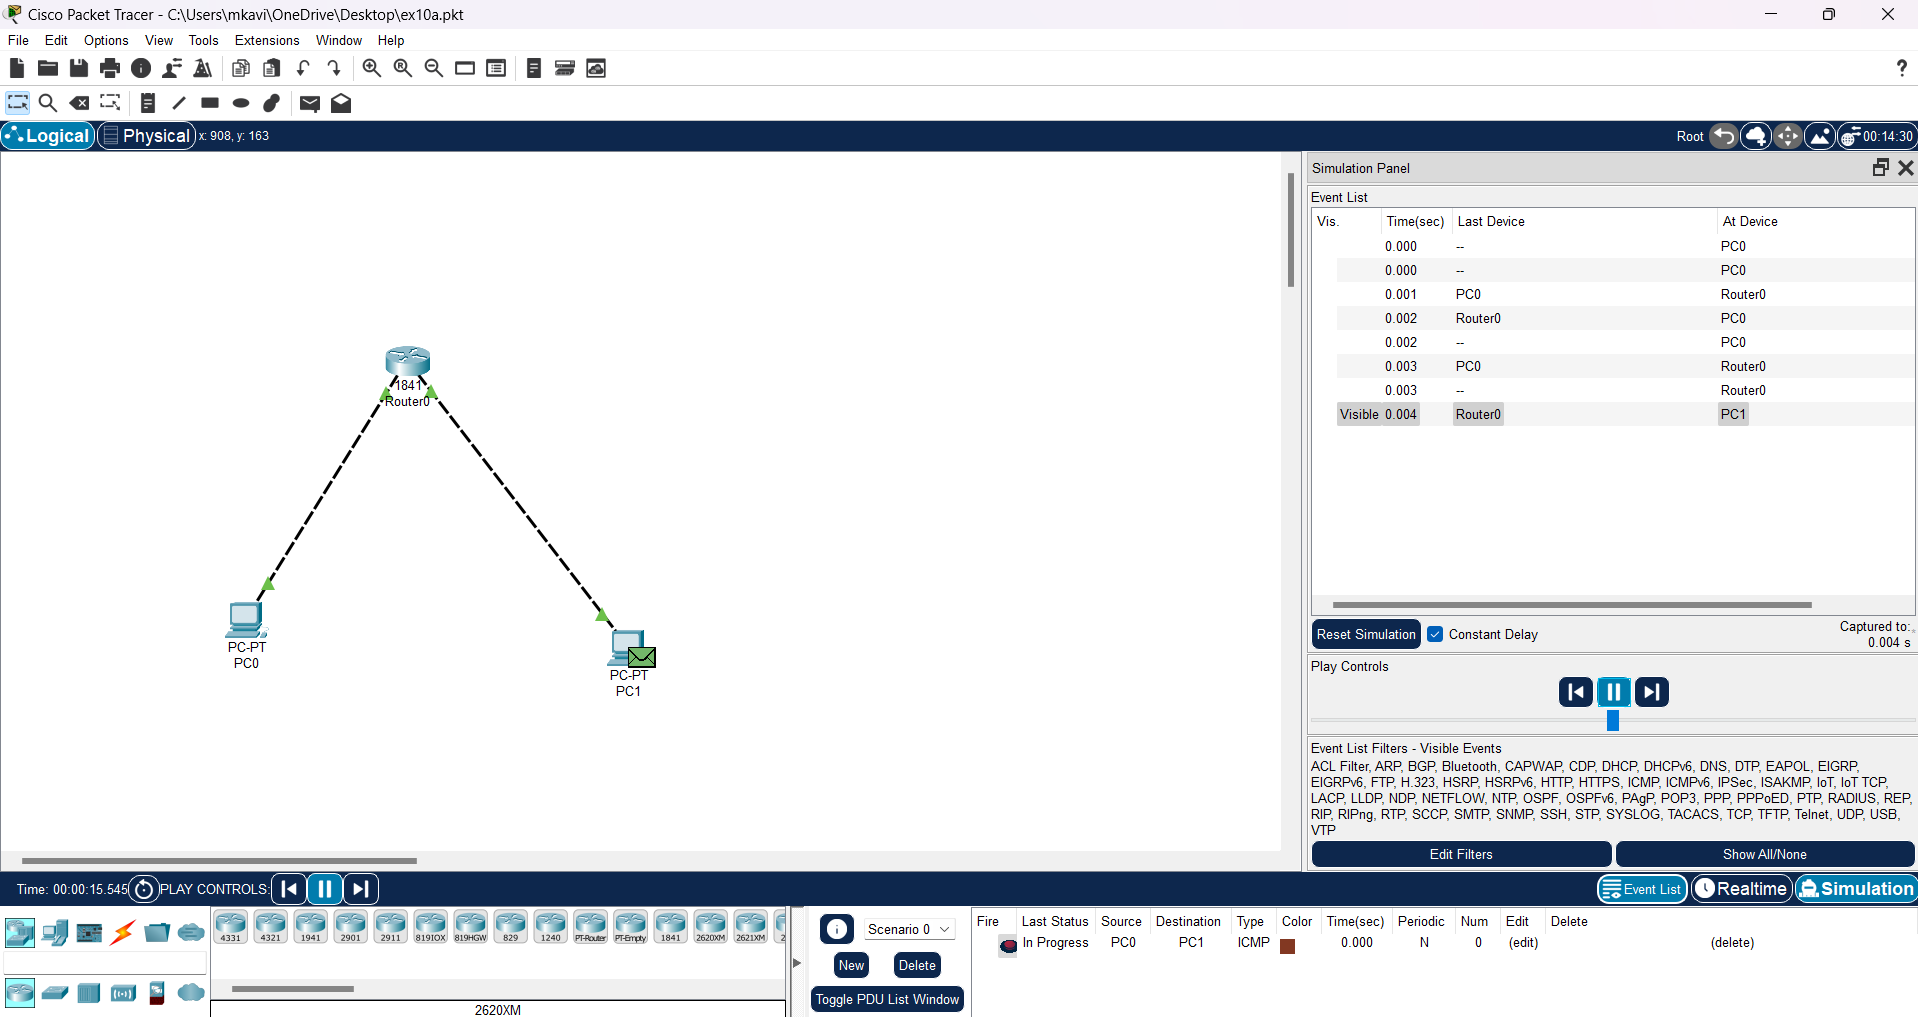 Cisco Packet Tracer - C:\Users\mkavi\OneDrive\Desktop\ex10a.pkt
File Edit Options View Tools Extensions Window Help
?
Logical Physical x: 908, y: 163
Root 00:14:30
Simulation Panel
Event List
Vis. Time(sec) Last Device At Device
0.000 -- PC0
0.000 -- PC0
0.001 PC0 Router0
0.002 Router0 PC0
0.002 -- PC0
0.003 PC0 Router0
0.003 -- Router0
Visible 0.004 Router0 PC1
1841
Router0
PC-PT
PC0
PC-PT
PC1
Reset Simulation Constant Delay Captured to:
0.004 s
Play Controls
Event List Filters - Visible Events
ACL Filter, ARP, BGP, Bluetooth, CAPWAP, CDP, DHCP, DHCPv6, DNS, DTP, EAPOL, EIGRP,
EIGRPv6, FTP, H.323, HSRP, HSRPv6, HTTP, HTTPS, ICMP, ICMPv6, IPSec, ISAKMP, IoT, IoT TCP,
LACP, LLDP, NDP, NETFLOW, NTP, OSPF, OSPFv6, PAgP, POP3, PPP, PPPoED, PTP, RADIUS, REP,
RIP, RIPng, RTP, SCCP, SMTP, SNMP, SSH, STP, SYSLOG, TACACS, TCP, TFTP, Telnet, UDP, USB,
VTP
Edit Filters Show All/None
Time: 00:00:15.545 PLAY CONTROLS:
Event List Realtime Simulation
4331 4321 1941 2901 2911 819IOX 819HGW 829 1240 PT-Router PT-Empty 1841 2620XM 2621XM 2
2620XM
Scenario 0
New Delete
Toggle PDU List Window
Fire Last Status Source Destination Type Color Time(sec) Periodic Num Edit Delete
In Progress PC0 PC1 ICMP 0.000 N 0 (edit) (delete)